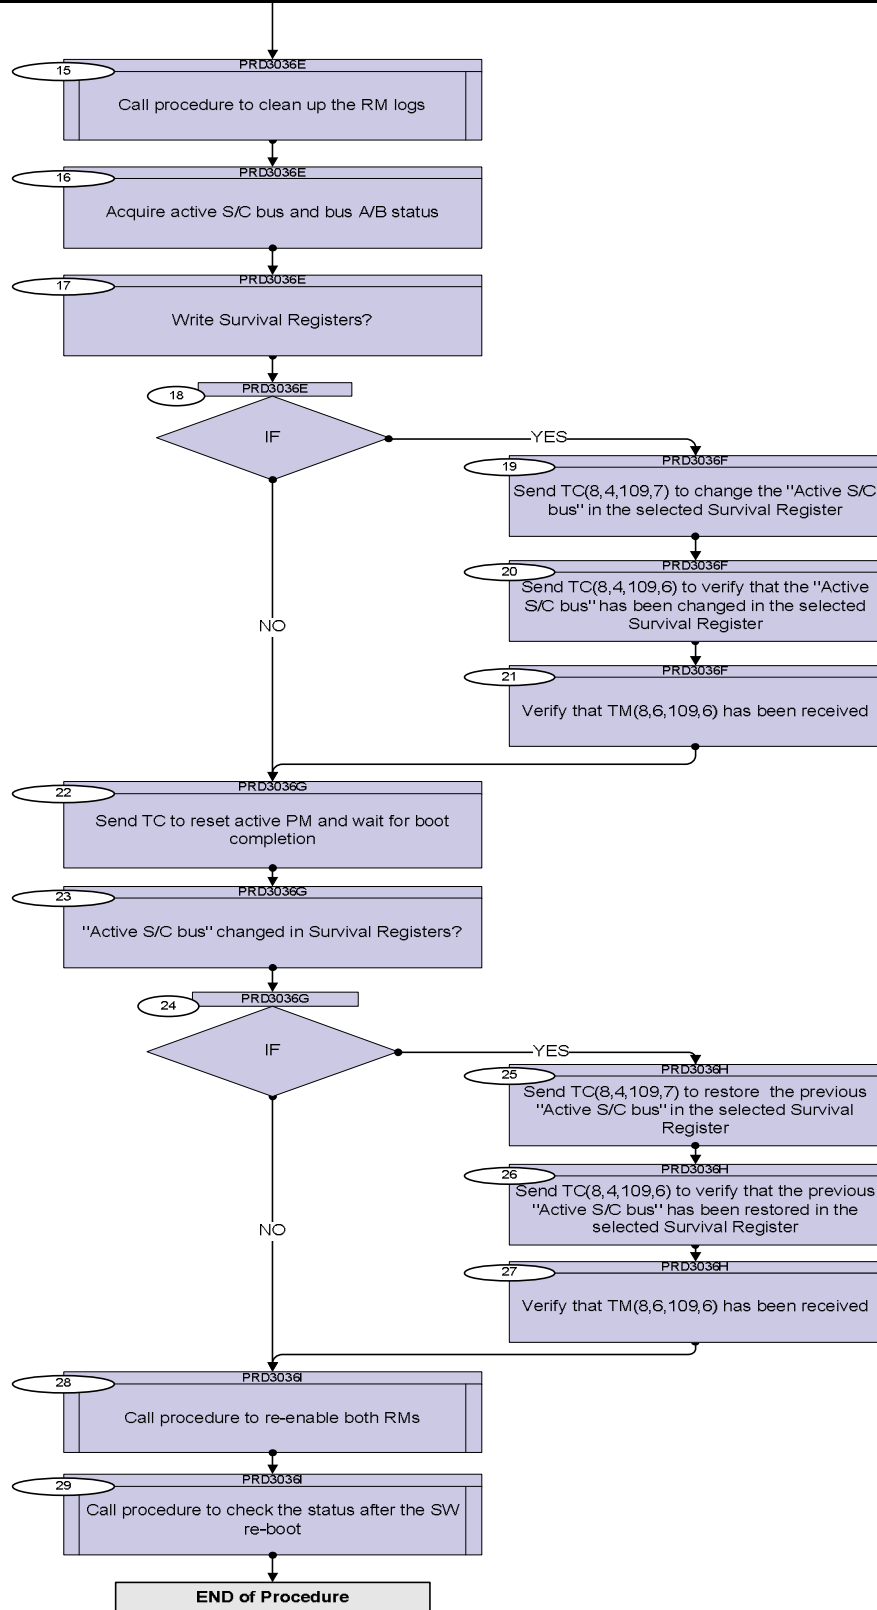 PRD3036E
15
Call procedure to clean up the RM logs
PRD3036E
16
Acquire active S/C bus and bus A/B status
PRD3036E
17
Write Survival Registers?
PRD3036E
18
IF
YES
PRD3036F
19
Send TC(8,4,109,7) to change the "Active S/C
bus" in the selected Survival Register
PRD3036F
20
Send TC(8,4,109,6) to verify that the "Active
S/C bus" has been changed in the selected
Survival Register
NO
PRD3036F
21
Verify that TM(8,6,109,6) has been received
PRD3036G
22
Send TC to reset active PM and wait for boot
completion
PRD3036G
23
"Active S/C bus" changed in Survival Registers?
PRD3036G
24
IF
YES
PRD3036H
25
Send TC(8,4,109,7) to restore the previous
"Active S/C bus" in the selected Survival
Register
PRD3036H
26
Send TC(8,4,109,6) to verify that the previous
"Active S/C bus" has been restored in the
selected Survival Register
NO
PRD3036H
27
Verify that TM(8,6,109,6) has been received
PRD3036I
28
Call procedure to re-enable both RMs
PRD3036I
29
Call procedure to check the status after the SW
re-boot
END of Procedure